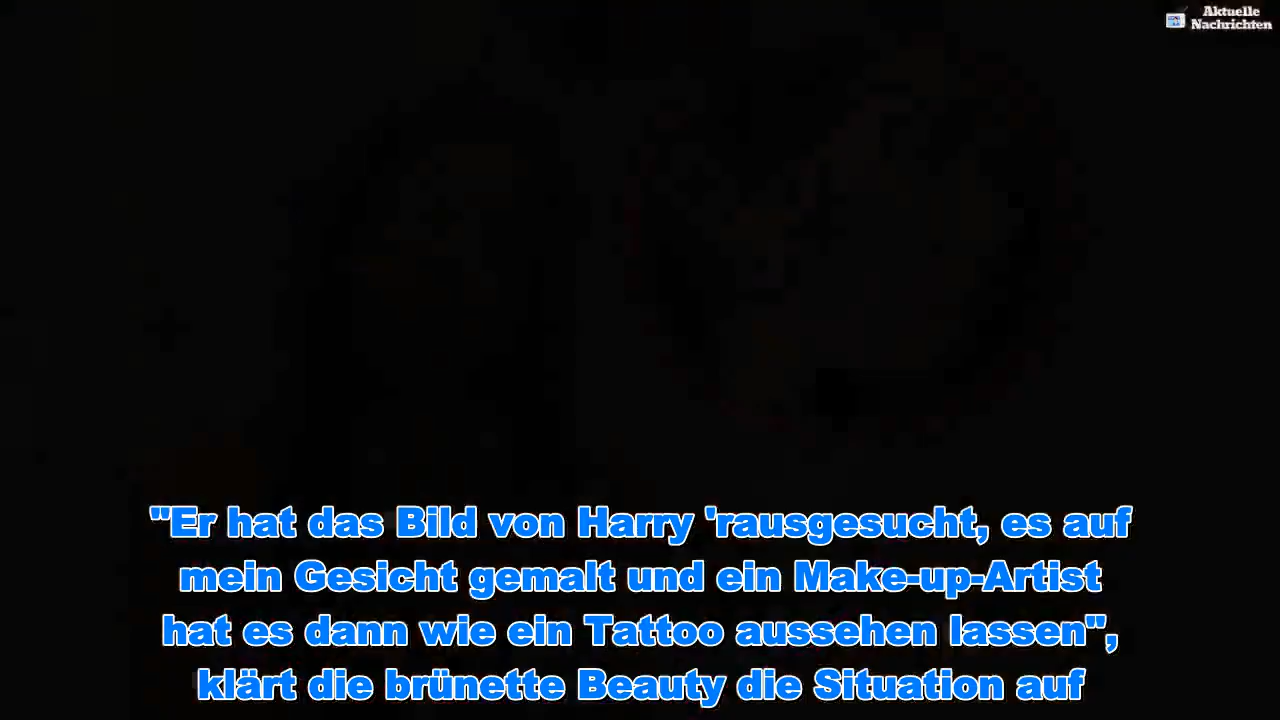 Aktuelle
Nachrichten
"Er hat das Bild von Harry 'rausgesucht, es auf
mein Gesicht gemalt und ein Make-up-Artist
hat es dann wie ein Tattoo aussehen lassen",
klärt die brünette Beauty die Situation auf